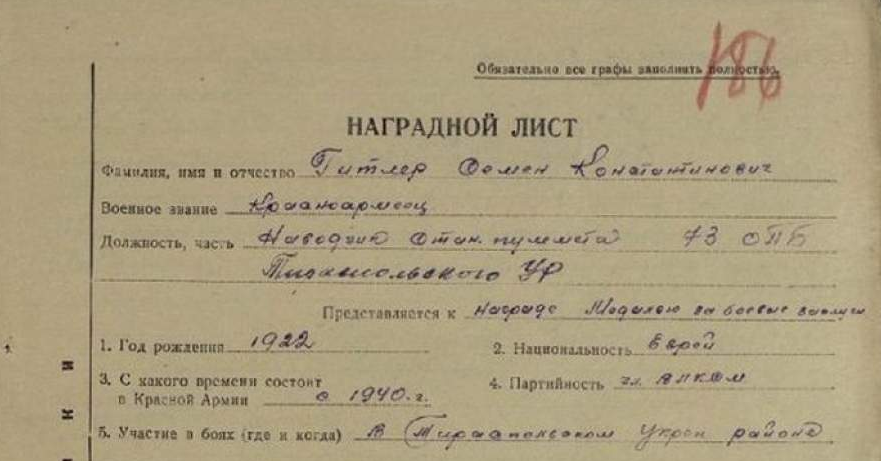 186
Обязательно все графы заполнить полностью.
НАГРАДНОЙ ЛИСТ
Фамилия, имя и отчество Гитлер Семен Константинович
Военное звание Красноармеец
Должность, часть Наводчик стан. пулемета 73 ОПБ
Тираспольского УР
Представляется к награде Медалью за боевые заслуги
1. Год рождения 1922
2. Национальность Еврей
3. С какого времени состоит
в Красной Армии с 1940 г.
4. Партийность чл. ВЛКСМ
5. Участие в боях (где и когда) В Тираспольском Укреп районе
К И